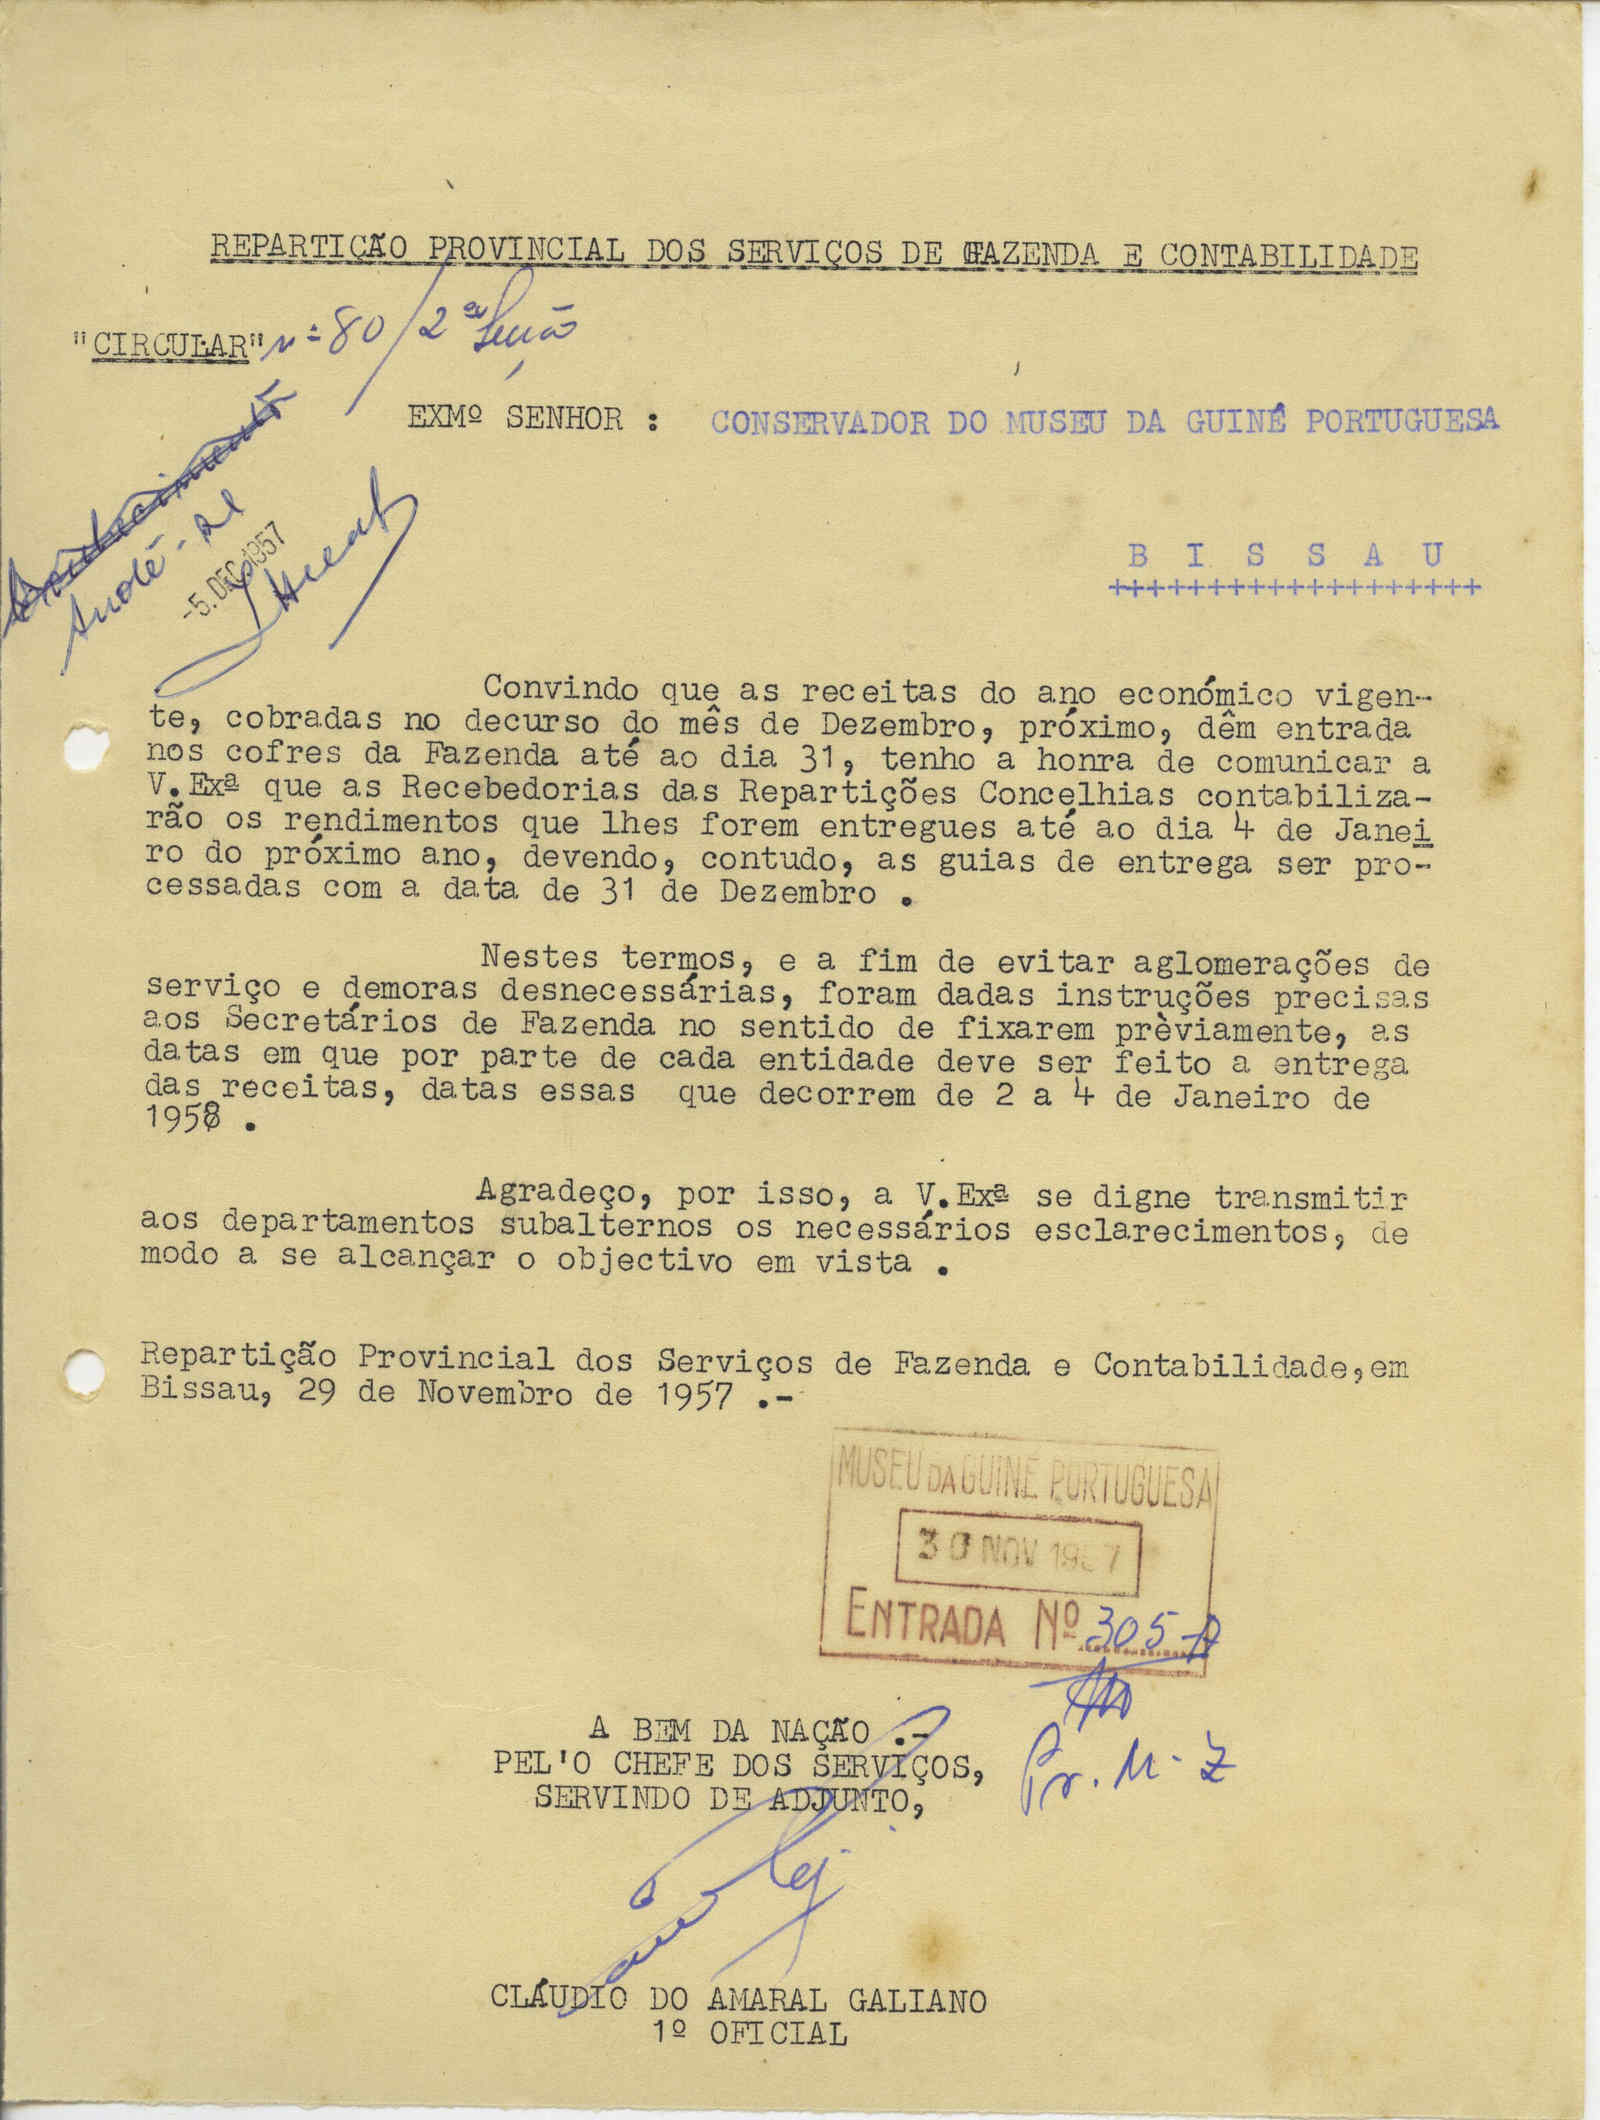 REPARTIÇÃO PROVINCIAL DOS SERVIÇOS DE FAZENDA E CONTABILIDADE
"CIRCULAR" nº 80/2ª Secção
EXMº SENHOR : CONSERVADOR DO MUSEU DA GUINÉ PORTUGUESA
-5. DEC 1957
B I S S A U
+++++++++++++++++++
Convindo que as receitas do ano económico vigen-
te, cobradas no decurso do mês de Dezembro, próximo, dêm entrada
nos cofres da Fazenda até ao dia 31, tenho a honra de comunicar a
V.Exª que as Recebedorias das Repartições Concelhias contabiliza-
rão os rendimentos que lhes forem entregues até ao dia 4 de Janei
ro do próximo ano, devendo, contudo, as guias de entrega ser pro-
cessadas com a data de 31 de Dezembro .
Nestes termos, e a fim de evitar aglomerações de
serviço e demoras desnecessárias, foram dadas instruções precisas
aos Secretários de Fazenda no sentido de fixarem prèviamente, as
datas em que por parte de cada entidade deve ser feito a entrega
das receitas, datas essas que decorrem de 2 a 4 de Janeiro de
1958 .
Agradeço, por isso, a V.Exª se digne transmitir
aos departamentos subalternos os necessários esclarecimentos, de
modo a se alcançar o objectivo em vista .
Repartição Provincial dos Serviços de Fazenda e Contabilidade,em
Bissau, 29 de Novembro de 1957 .-
MUSEU DA GUINÉ PORTUGUESA
30 NOV 1957
ENTRADA Nº 305-A
A BEM DA NAÇÃO .-
PEL'O CHEFE DOS SERVIÇOS,
SERVINDO DE ADJUNTO,
Pr. M-Z
CLÁUDIO DO AMARAL GALIANO
1º OFICIAL